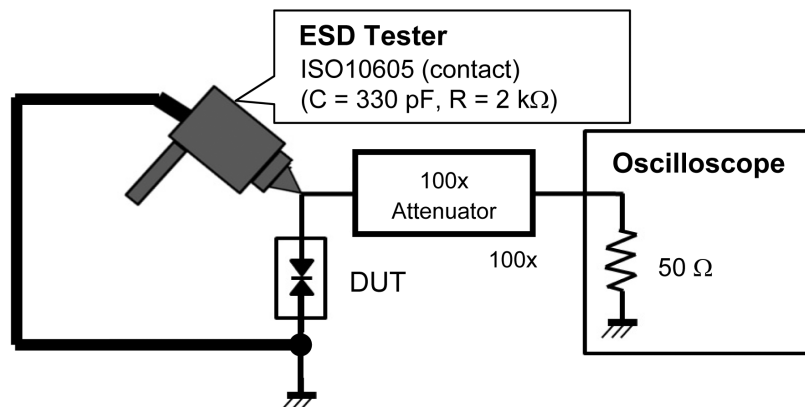 ESD Tester
ISO10605 (contact)
(C = 330 pF, R = 2 kΩ)
Oscilloscope
100x
Attenuator
100x
50 Ω
DUT